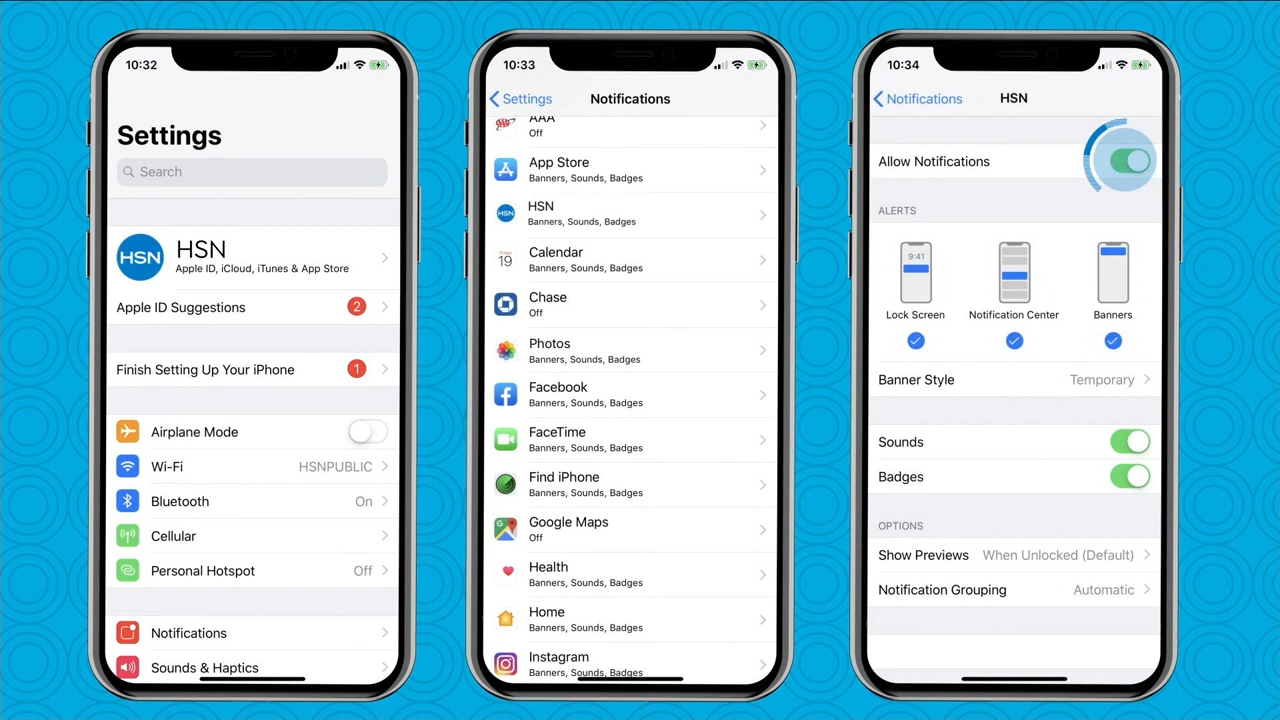 10:32
Settings
Search
HSN
HSN
Apple ID, iCloud, iTunes & App Store
Apple ID Suggestions
2
Finish Setting Up Your iPhone
1
Airplane Mode
Wi-Fi
HSNPUBLIC
Bluetooth
On
Cellular
Personal Hotspot
Off
Notifications
Sounds & Haptics
10:33
Settings
Notifications
AAA
Off
App Store
Banners, Sounds, Badges
HSN
HSN
Banners, Sounds, Badges
19
Calendar
Banners, Sounds, Badges
Chase
Off
Photos
Banners, Sounds, Badges
Facebook
Banners, Sounds, Badges
FaceTime
Banners, Sounds, Badges
Find iPhone
Banners, Sounds, Badges
Google Maps
Off
Health
Banners, Sounds, Badges
Home
Banners, Sounds, Badges
Instagram
Banners, Sounds, Badges
10:34
Notifications
HSN
Allow Notifications
ALERTS
9:41
Lock Screen
Notification Center
Banners
Banner Style
Temporary
Sounds
Badges
OPTIONS
Show Previews
When Unlocked (Default)
Notification Grouping
Automatic